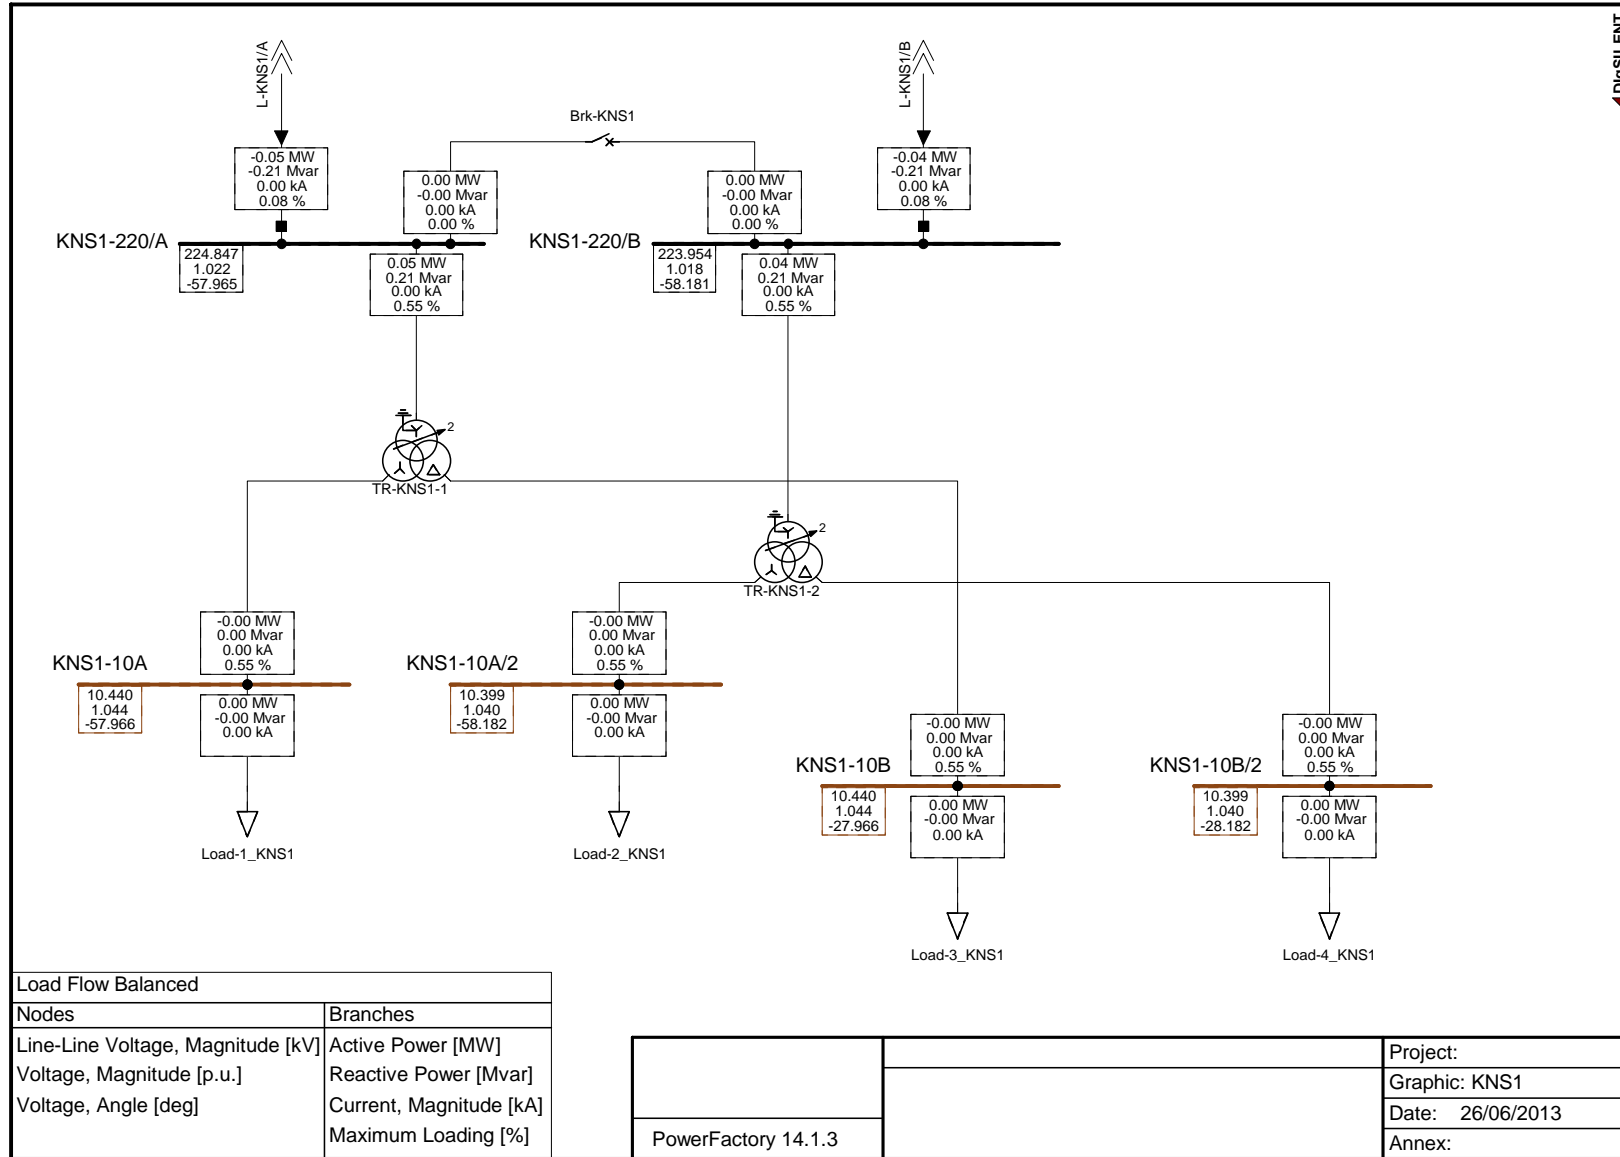 DIgSILENT
L-KNS1/A
L-KNS1/B
Brk-KNS1
-0.05 MW
-0.21 Mvar
0.00 kA
0.08 %
0.00 MW
-0.00 Mvar
0.00 kA
0.00 %
0.00 MW
-0.00 Mvar
0.00 kA
0.00 %
-0.04 MW
-0.21 Mvar
0.00 kA
0.08 %
KNS1-220/A
224.847
1.022
-57.965
0.05 MW
0.21 Mvar
0.00 kA
0.55 %
KNS1-220/B
223.954
1.018
-58.181
0.04 MW
0.21 Mvar
0.00 kA
0.55 %
2
TR-KNS1-1
2
TR-KNS1-2
-0.00 MW
0.00 Mvar
0.00 kA
0.55 %
KNS1-10A
10.440
1.044
-57.966
0.00 MW
-0.00 Mvar
0.00 kA
Load-1_KNS1
-0.00 MW
0.00 Mvar
0.00 kA
0.55 %
KNS1-10A/2
10.399
1.040
-58.182
0.00 MW
-0.00 Mvar
0.00 kA
Load-2_KNS1
-0.00 MW
0.00 Mvar
0.00 kA
0.55 %
KNS1-10B
10.440
1.044
-27.966
0.00 MW
-0.00 Mvar
0.00 kA
Load-3_KNS1
-0.00 MW
0.00 Mvar
0.00 kA
0.55 %
KNS1-10B/2
10.399
1.040
-28.182
0.00 MW
-0.00 Mvar
0.00 kA
Load-4_KNS1
Load Flow Balanced
Nodes
Line-Line Voltage, Magnitude [kV]
Voltage, Magnitude [p.u.]
Voltage, Angle [deg]
Branches
Active Power [MW]
Reactive Power [Mvar]
Current, Magnitude [kA]
Maximum Loading [%]
PowerFactory 14.1.3
Project:
Graphic: KNS1
Date: 26/06/2013
Annex: